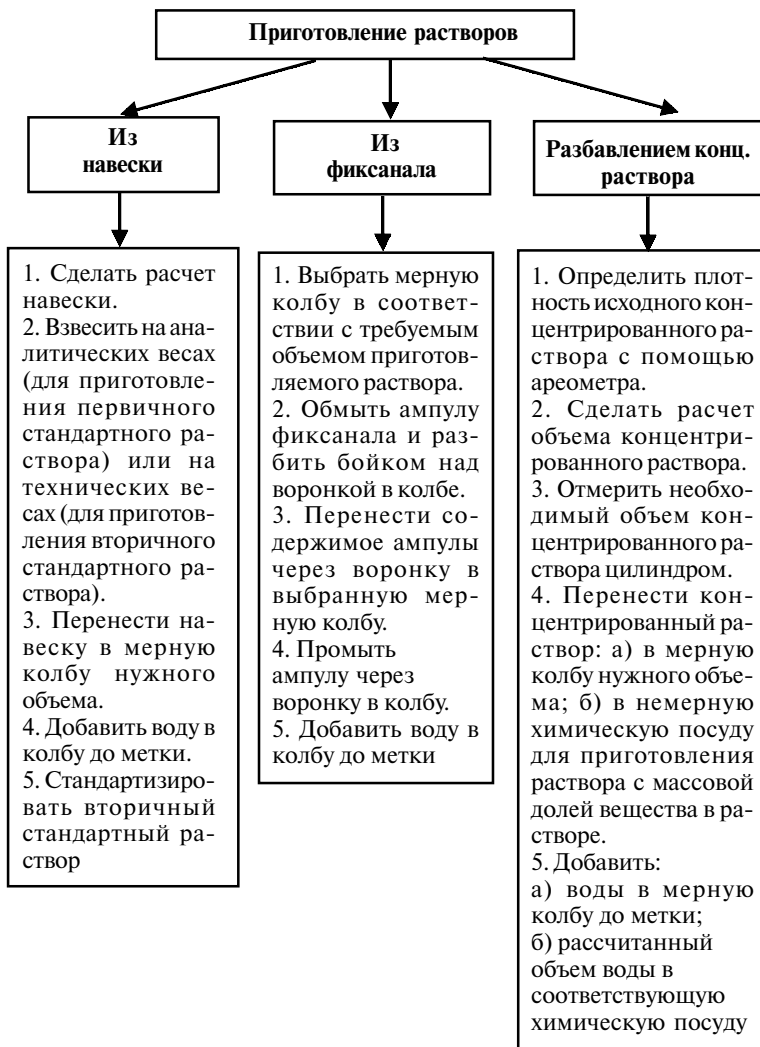 Приготовление растворов
Из
навески
Из
фиксанала
Разбавлением конц.
раствора
1. Сделать расчет
навески.
2. Взвесить на ана-
литических весах
(для приготовле-
ния первичного
стандартного ра-
створа) или на
технических ве-
сах (для приготов-
ления вторичного
стандартного ра-
створа).
3. Перенести на-
веску в мерную
колбу нужного
объема.
4. Добавить воду в
колбу до метки.
5. Стандартизиро-
вать вторичный
стандартный ра-
створ
1. Выбрать мерную
колбу в соответ-
ствии с требуемым
объемом приготов-
ляемого раствора.
2. Обмыть ампулу
фиксанала и раз-
бить бойком над
воронкой в колбе.
3. Перенести со-
держимое ампулы
через воронку в
выбранную мер-
ную колбу.
4. Промыть
ампулу через
воронку в колбу.
5. Добавить воду в
колбу до метки
1. Определить плот-
ность исходного кон-
центрированного ра-
створа с помощью
ареометра.
2. Сделать расчет
объема концентри-
рованного раствора.
3. Отмерить необхо-
димый объем кон-
центрированного ра-
створа цилиндром.
4. Перенести кон-
центрированный ра-
створ: а) в мерную
колбу нужного объе-
ма; б) в немерную
химическую посуду
для приготовления
раствора с массовой
долей вещества в ра-
створе.
5. Добавить:
а) воды в мерную
колбу до метки;
б) рассчитанный
объем воды в
соответствующую
химическую посуду